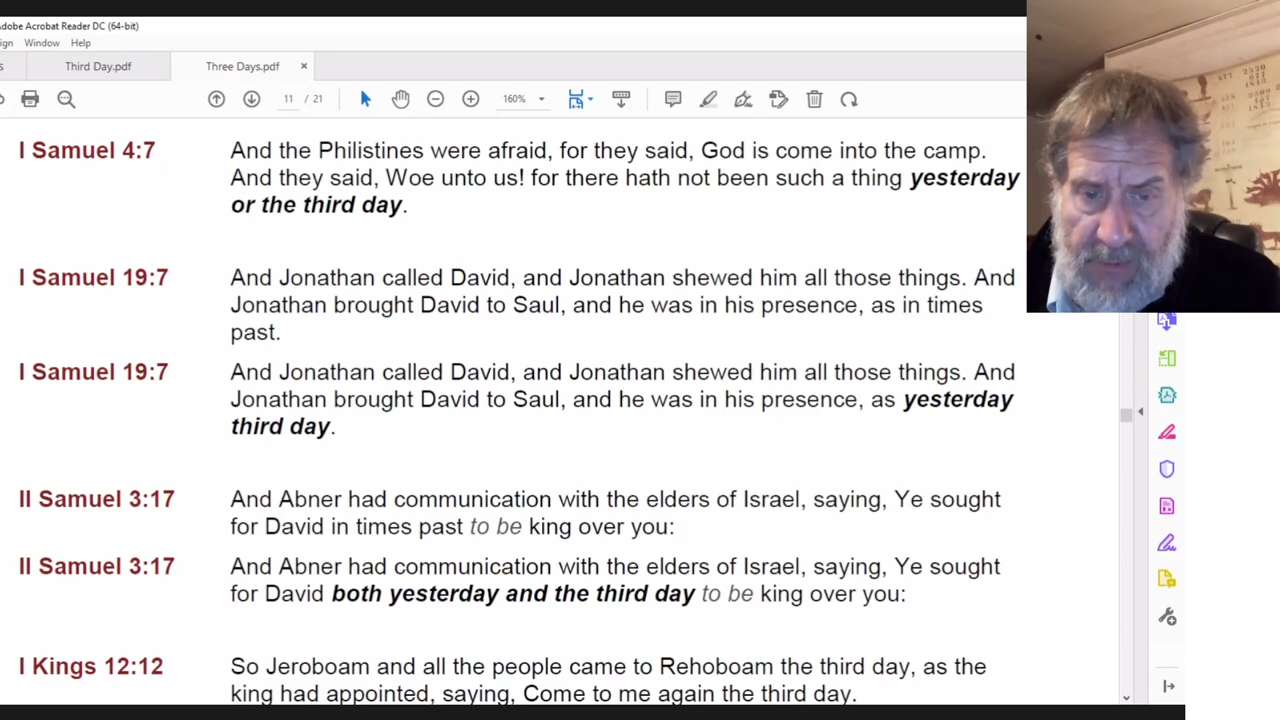 Adobe Acrobat Reader DC (64-bit)
Window Help
Third Day.pdf Three Days.pdf ×
11 / 21 160%
I Samuel 4:7 And the Philistines were afraid, for they said, God is come into the camp.
And they said, Woe unto us! for there hath not been such a thing yesterday
or the third day.
I Samuel 19:7 And Jonathan called David, and Jonathan shewed him all those things. And
Jonathan brought David to Saul, and he was in his presence, as in times
past.
I Samuel 19:7 And Jonathan called David, and Jonathan shewed him all those things. And
Jonathan brought David to Saul, and he was in his presence, as yesterday
third day.
II Samuel 3:17 And Abner had communication with the elders of Israel, saying, Ye sought
for David in times past to be king over you:
II Samuel 3:17 And Abner had communication with the elders of Israel, saying, Ye sought
for David both yesterday and the third day to be king over you:
I Kings 12:12 So Jeroboam and all the people came to Rehoboam the third day, as the
king had appointed, saying, Come to me again the third day.